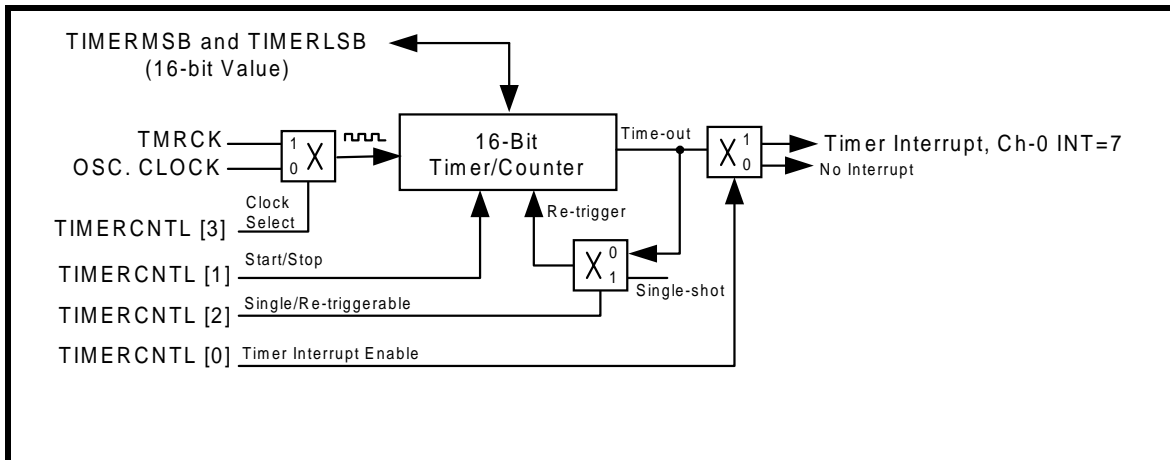 TIMERMSB and TIMERLSB
(16-bit Value)
TMRCK
OSC. CLOCK
1
0
X
Clock
Select
TIMERCNTL [3]
16-Bit
Timer/Counter
Time-out
X
1
0
Timer Interrupt, Ch-0 INT=7
No Interrupt
Re-trigger
X
0
1
Single-shot
TIMERCNTL [1]
Start/Stop
TIMERCNTL [2]
Single/Re-triggerable
TIMERCNTL [0]
Timer Interrupt Enable